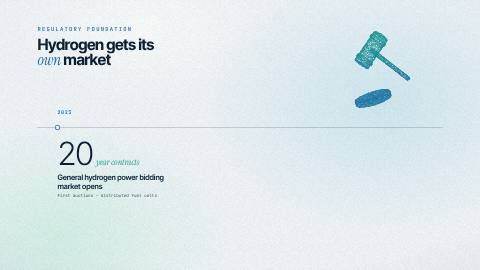 REGULATORY FOUNDATION
Hydrogen gets its
own market
2023
20 year contracts
General hydrogen power bidding
market opens
First auctions · distributed fuel cells